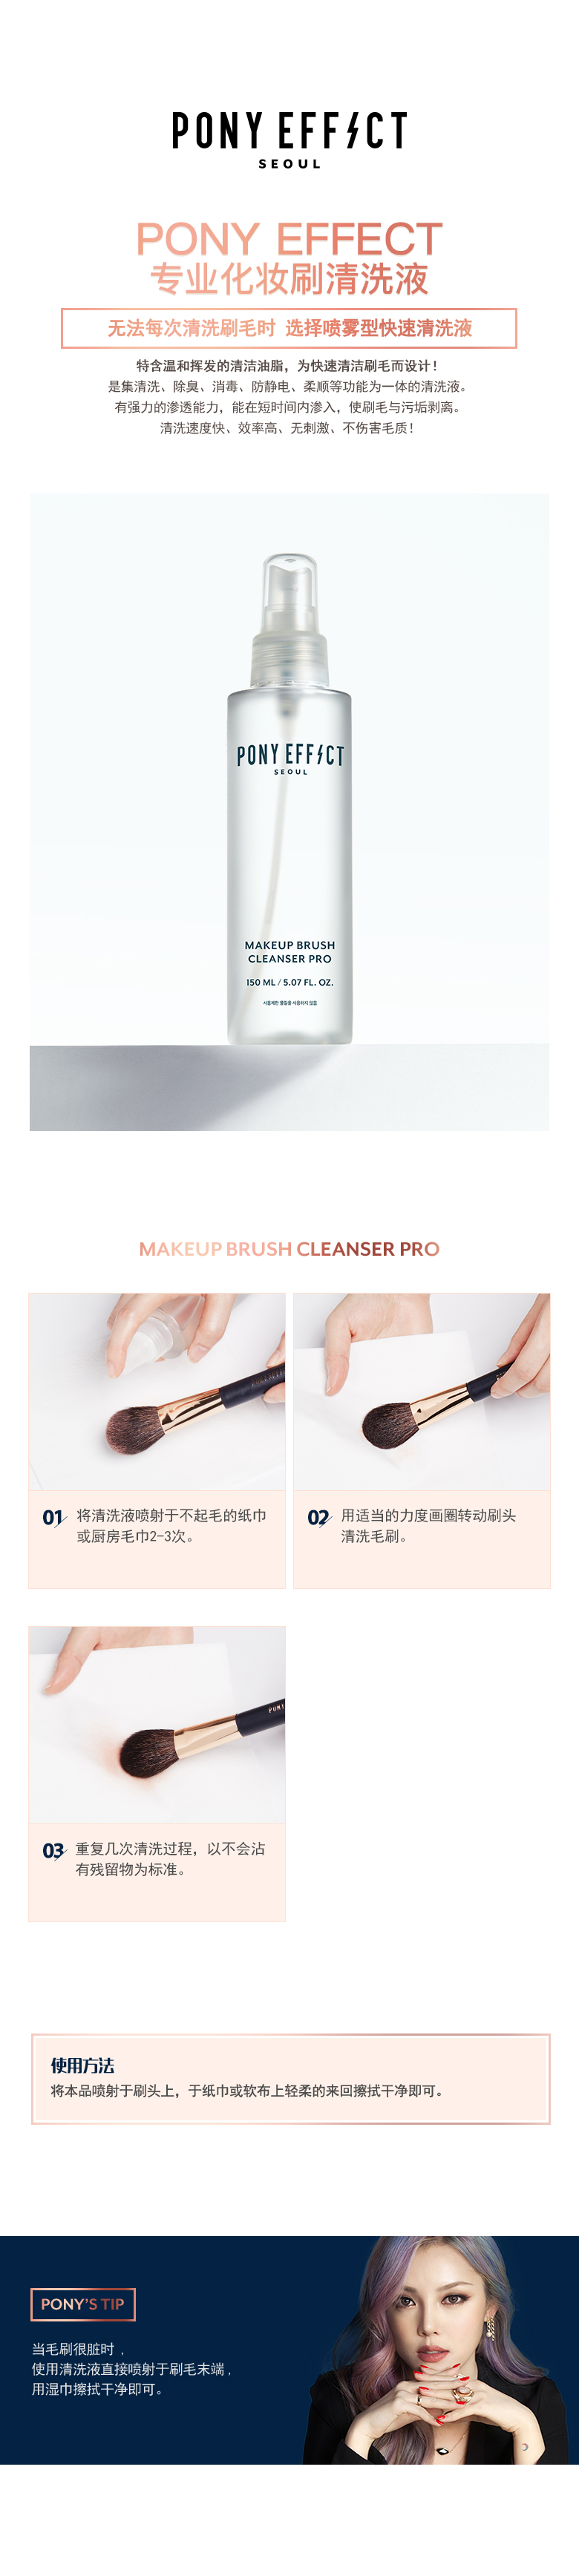 PONY EFFECT
SEOUL
PONY EFFECT
专业化妆刷清洗液
无法每次清洗刷毛时 选择喷雾型快速清洗液
特含温和挥发的清洁油脂，为快速清洁刷毛而设计！
是集清洗、除臭、消毒、防静电、柔顺等功能为一体的清洗液。
有强力的渗透能力，能在短时间内渗入，使刷毛与污垢剥离。
清洗速度快、效率高、无刺激、不伤害毛质！
PONY EFFECT
SEOUL
MAKEUP BRUSH
CLEANSER PRO
150 ML / 5.07 FL. OZ.
MAKEUP BRUSH CLEANSER PRO
01 将清洗液喷射于不起毛的纸巾
或厨房毛巾2-3次。
02 用适当的力度画圈转动刷头
清洗毛刷。
03 重复几次清洗过程，以不会沾
有残留物为标准。
使用方法
将本品喷射于刷头上，于纸巾或软布上轻柔的来回擦拭干净即可。
PONY'S TIP
当毛刷很脏时，
使用清洗液直接喷射于刷毛末端，
用湿巾擦拭干净即可。